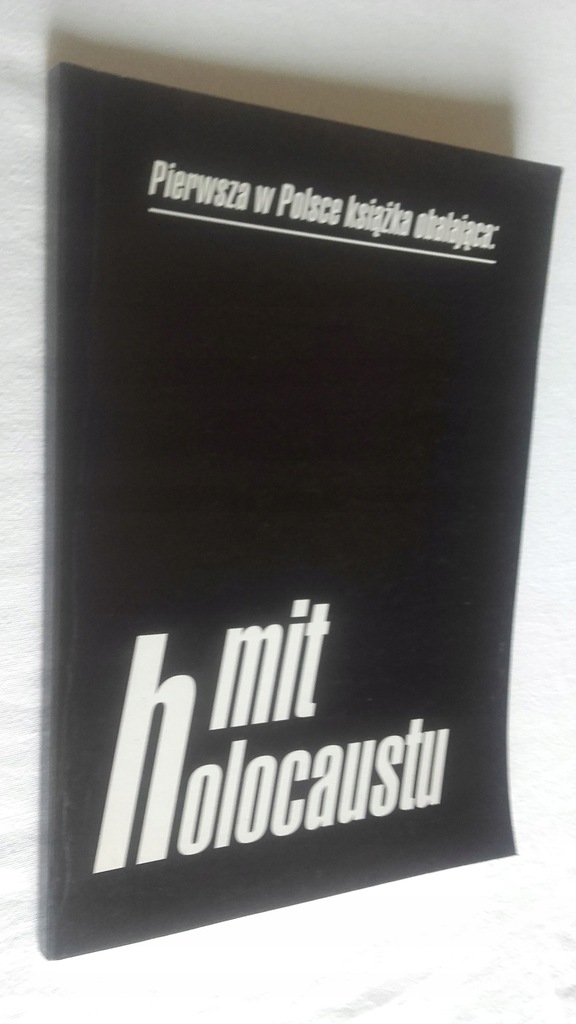 Pierwsza w Polsce książka obalająca:
mit
holocaustu